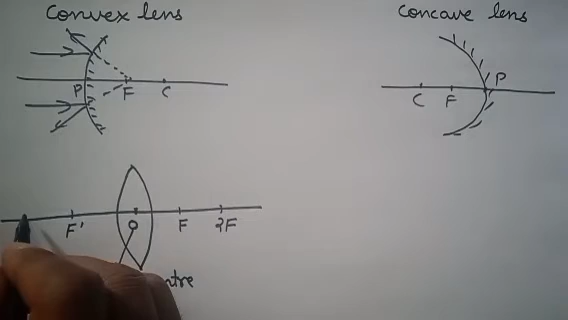 Convex lens
Concave lens
P F C
C F P
F' O F 2F